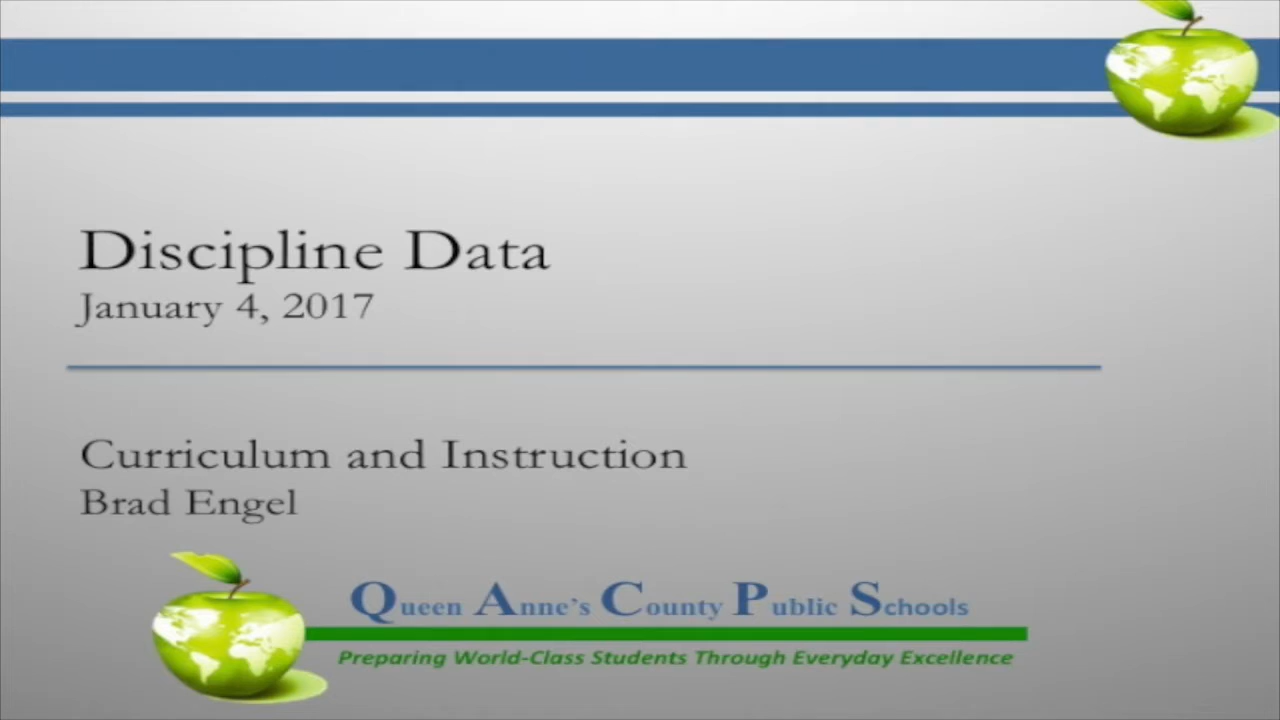 Discipline Data
January 4, 2017
Curriculum and Instruction
Brad Engel
Queen Anne's County Public Schools
Preparing World-Class Students Through Everyday Excellence